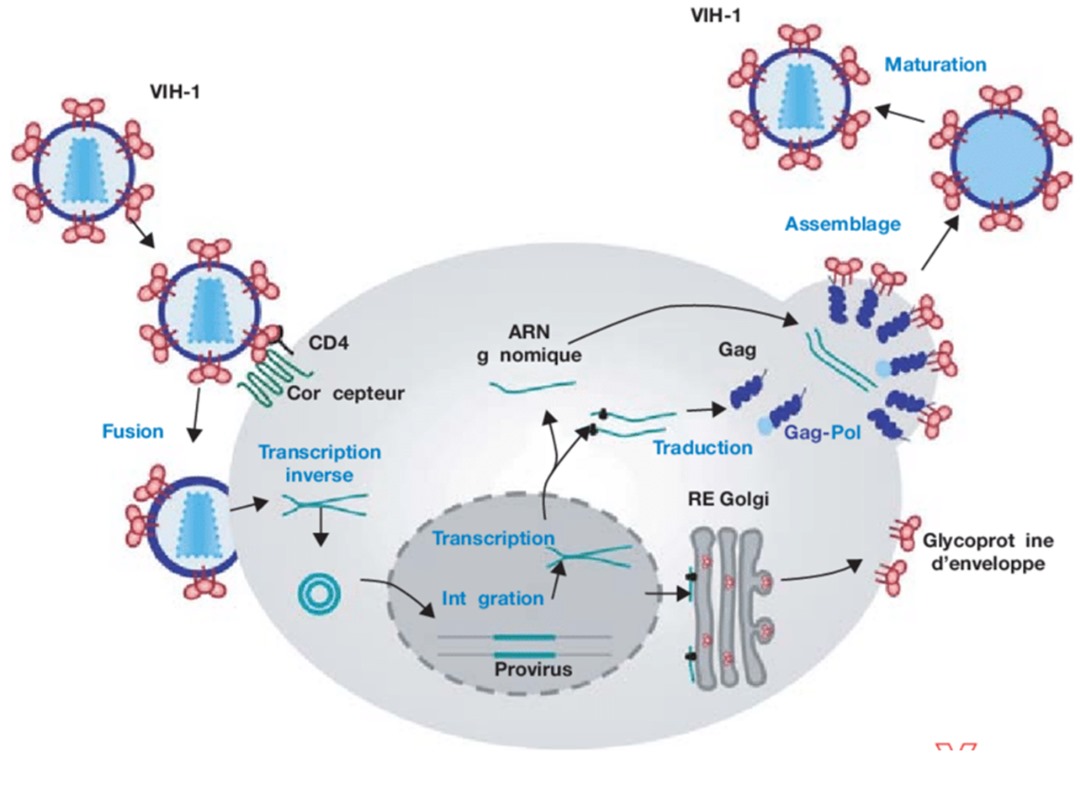 VIH-1
VIH-1
Maturation
Assemblage
CD4
Cor cepteur
Fusion
Transcription
inverse
ARN
g nomique
Gag
Gag-Pol
Traduction
RE Golgi
Transcription
Int gration
Provirus
Glycoprot ine
d'enveloppe